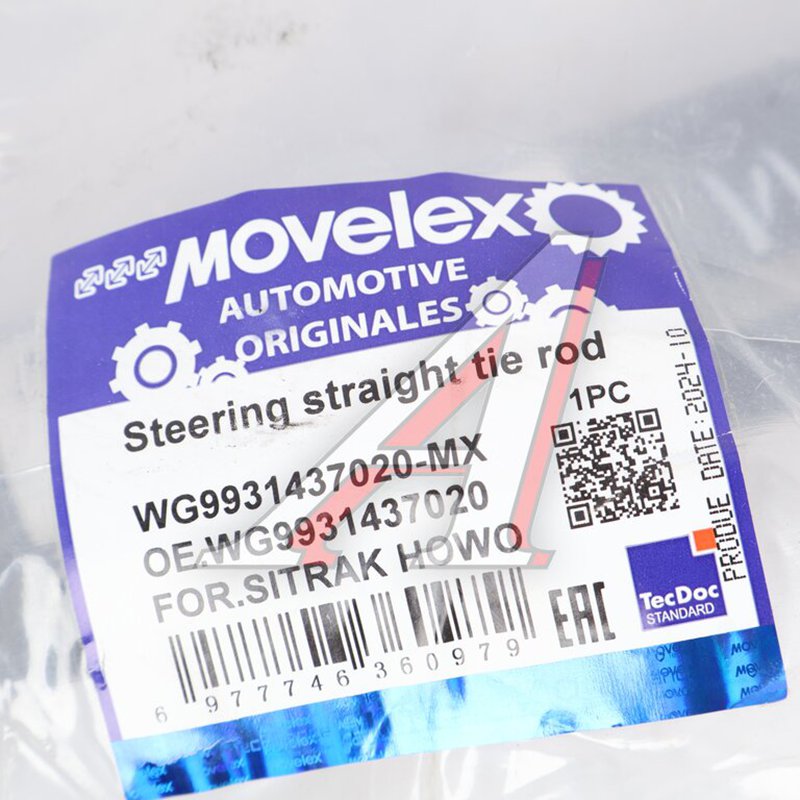 MOVelex
AUTOMOTIVE
ORIGINALES
Steering straight tie rod
1PC
WG9931437020-MX
OE.WG9931437020
FOR.SITRAK HOWO
PRODUE DATE:2024-10
EAC
TecDoc
STANDARD
6 977746 360979